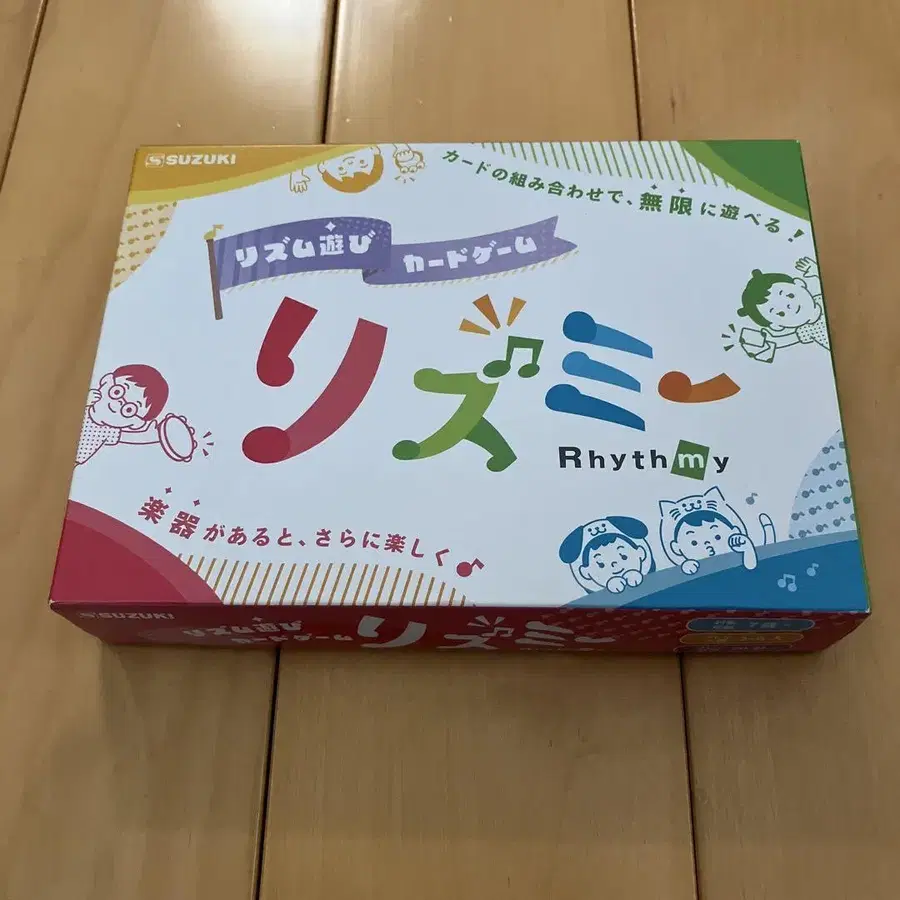 SUZUKI
カードの組み合わせで、無限に遊べる!
リズム遊び カードゲーム
リズミー
Rhythmy
楽器があると、さらに楽しく
SUZUKI
リズム遊び
カードゲーム
リズミー